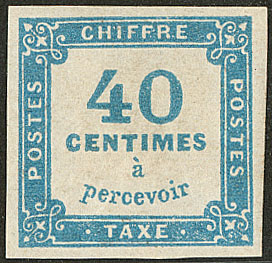 CHIFFRE
POSTES
40
CENTIMES
à
percevoir
POSTES
· TAXE ·